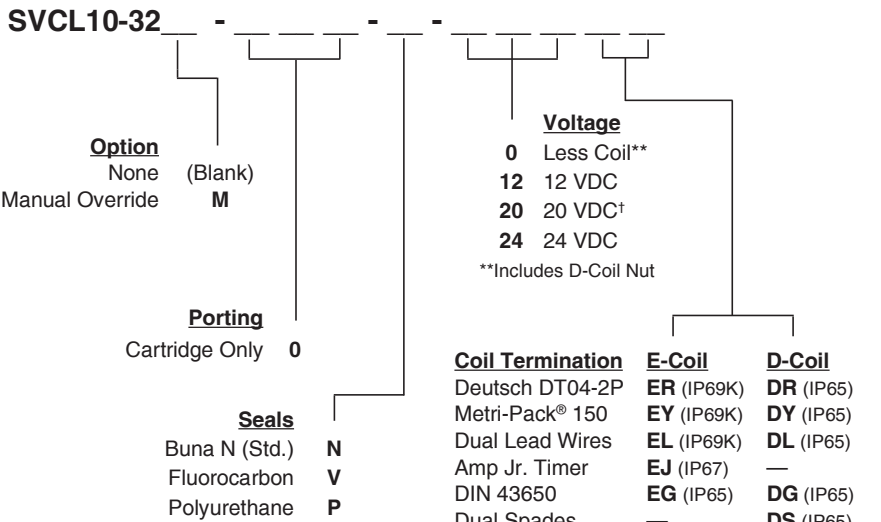 SVCL10-32__ - __ __ __ - __ - __ __ __ __ __
Voltage
0 Less Coil**
12 12 VDC
20 20 VDC†
24 24 VDC
**Includes D-Coil Nut
Option
None (Blank)
Manual Override M
Porting
Cartridge Only 0
Seals
Buna N (Std.) N
Fluorocarbon V
Polyurethane P
Coil Termination E-Coil D-Coil
Deutsch DT04-2P ER (IP69K) DR (IP65)
Metri-Pack® 150 EY (IP69K) DY (IP65)
Dual Lead Wires EL (IP69K) DL (IP65)
Amp Jr. Timer EJ (IP67) —
DIN 43650 EG (IP65) DG (IP65)
Dual Spades — DS (IP65)